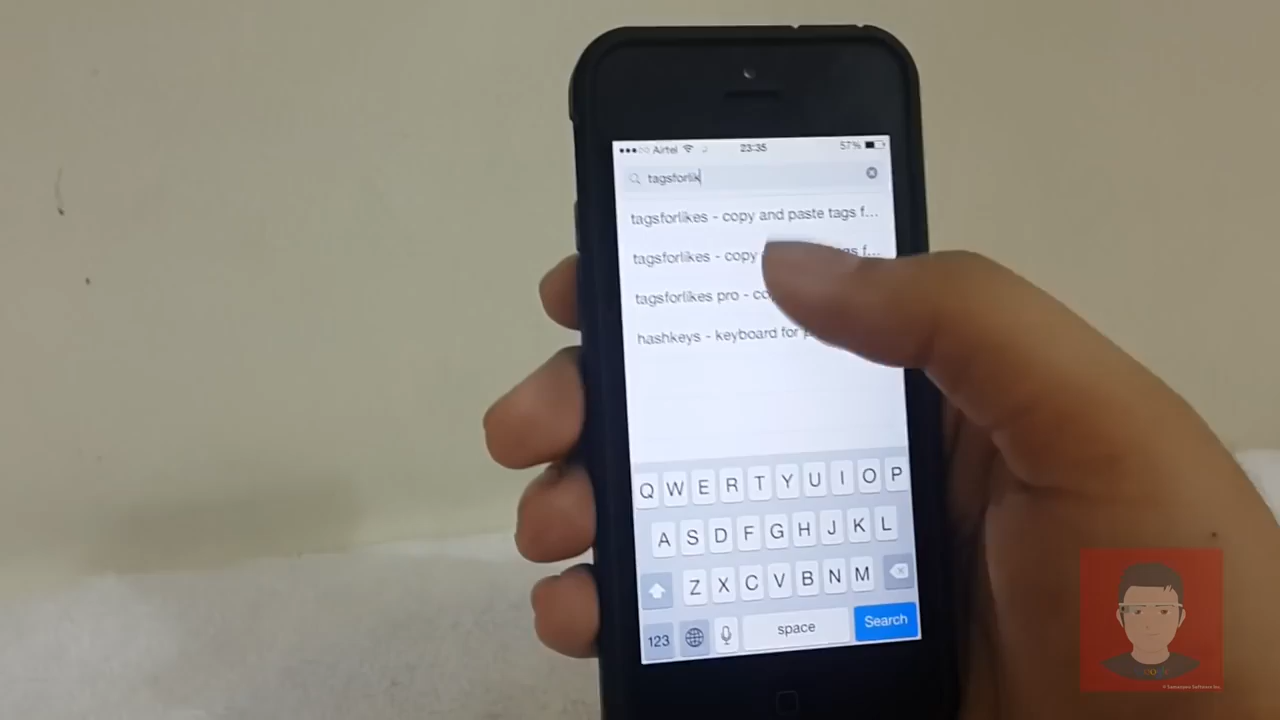 Airtel 23:35 57%
tagsforlik
tagsforlikes - copy and paste tags f...
tagsforlikes - copy tags f...
tagsforlikes pro - co
hashkeys - keyboard for
Q W E R T Y U I O P
A S D F G H J K L
Z X C V B N M
123 space Search